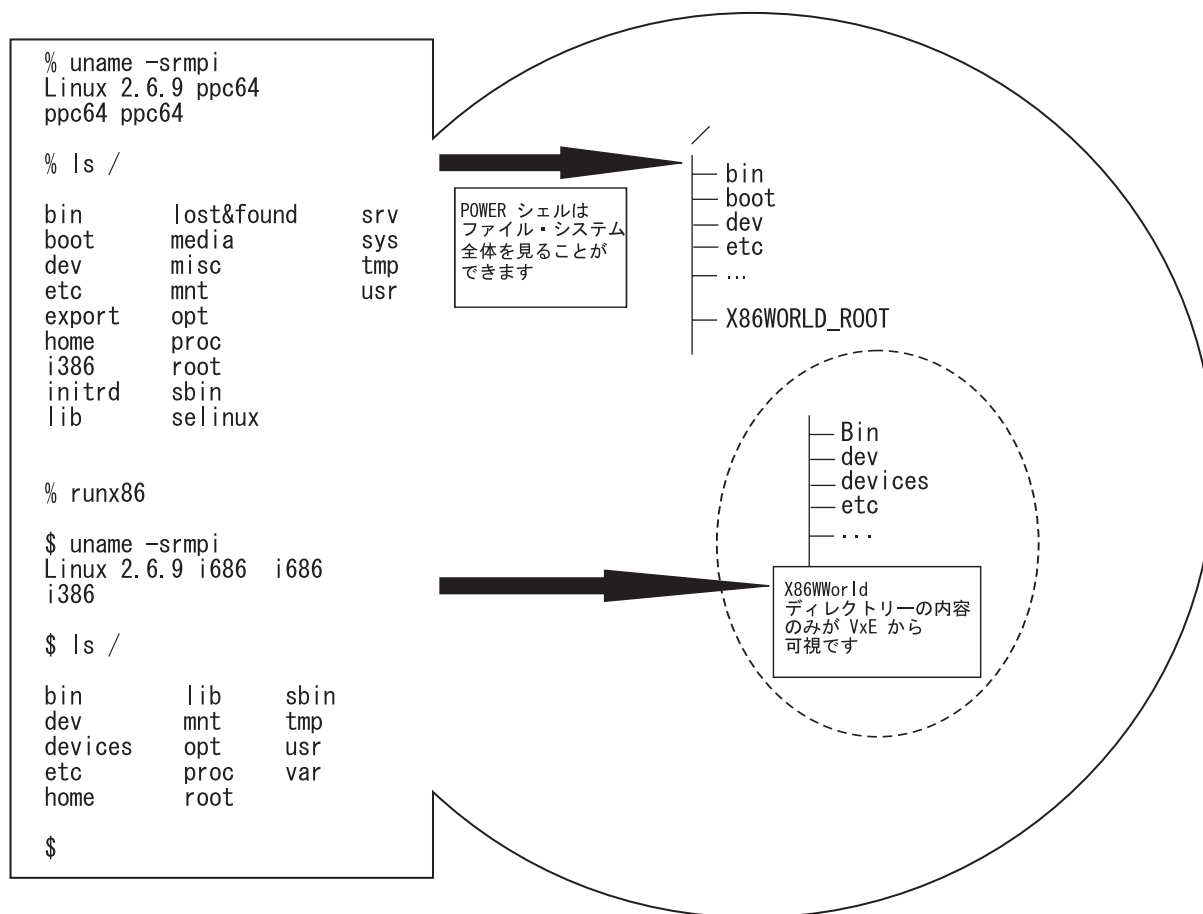 % uname -srmpi
Linux 2.6.9 ppc64
ppc64 ppc64
% ls /
bin lost&found srv
boot media sys
dev misc tmp
etc mnt usr
export opt
home proc
i386 root
initrd sbin
lib selinux
% runx86
$ uname -srmpi
Linux 2.6.9 i686 i686
i386
$ ls /
bin lib sbin
dev mnt tmp
devices opt usr
etc proc var
home root
$
POWER シェルは
ファイル・システム
全体を見ることが
できます
/
bin
boot
dev
etc
...
X86WORLD_ROOT
Bin
dev
devices
etc
...
X86WWorld
ディレクトリーの内容
のみが VxE から
可視です